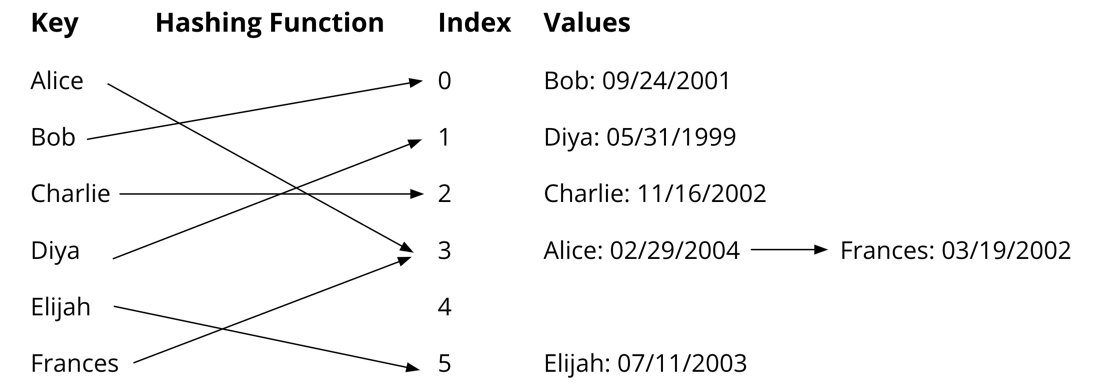 Key Hashing Function Index Values
Alice 0 Bob: 09/24/2001
Bob 1 Diya: 05/31/1999
Charlie 2 Charlie: 11/16/2002
Diya 3 Alice: 02/29/2004 Frances: 03/19/2002
Elijah 4
Frances 5 Elijah: 07/11/2003